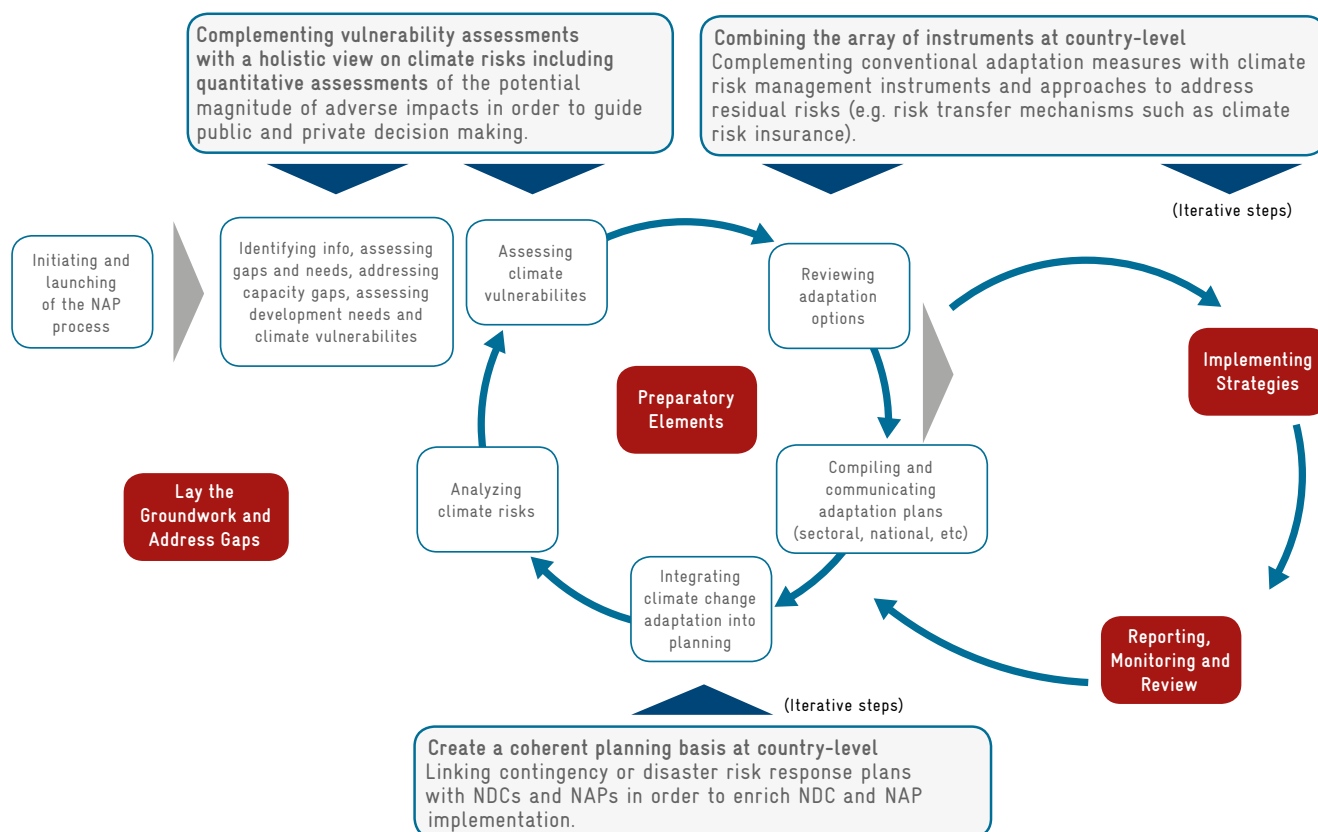 Complementing vulnerability assessments
with a holistic view on climate risks including
quantitative assessments of the potential
magnitude of adverse impacts in order to guide
public and private decision making.
Combining the array of instruments at country-level
Complementing conventional adaptation measures with climate
risk management instruments and approaches to address
residual risks (e.g. risk transfer mechanisms such as climate
risk insurance).
(Iterative steps)
Initiating and
launching
of the NAP
process
Identifying info, assessing
gaps and needs, addressing
capacity gaps, assessing
development needs and
climate vulnerabilites
Assessing
climate
vulnerabilites
Reviewing
adaptation
options
Implementing
Strategies
Preparatory
Elements
Lay the
Groundwork and
Address Gaps
Analyzing
climate risks
Compiling and
communicating
adaptation plans
(sectoral, national, etc)
Integrating
climate change
adaptation into
planning
Reporting,
Monitoring and
Review
(Iterative steps)
Create a coherent planning basis at country-level
Linking contingency or disaster risk response plans
with NDCs and NAPs in order to enrich NDC and NAP
implementation.